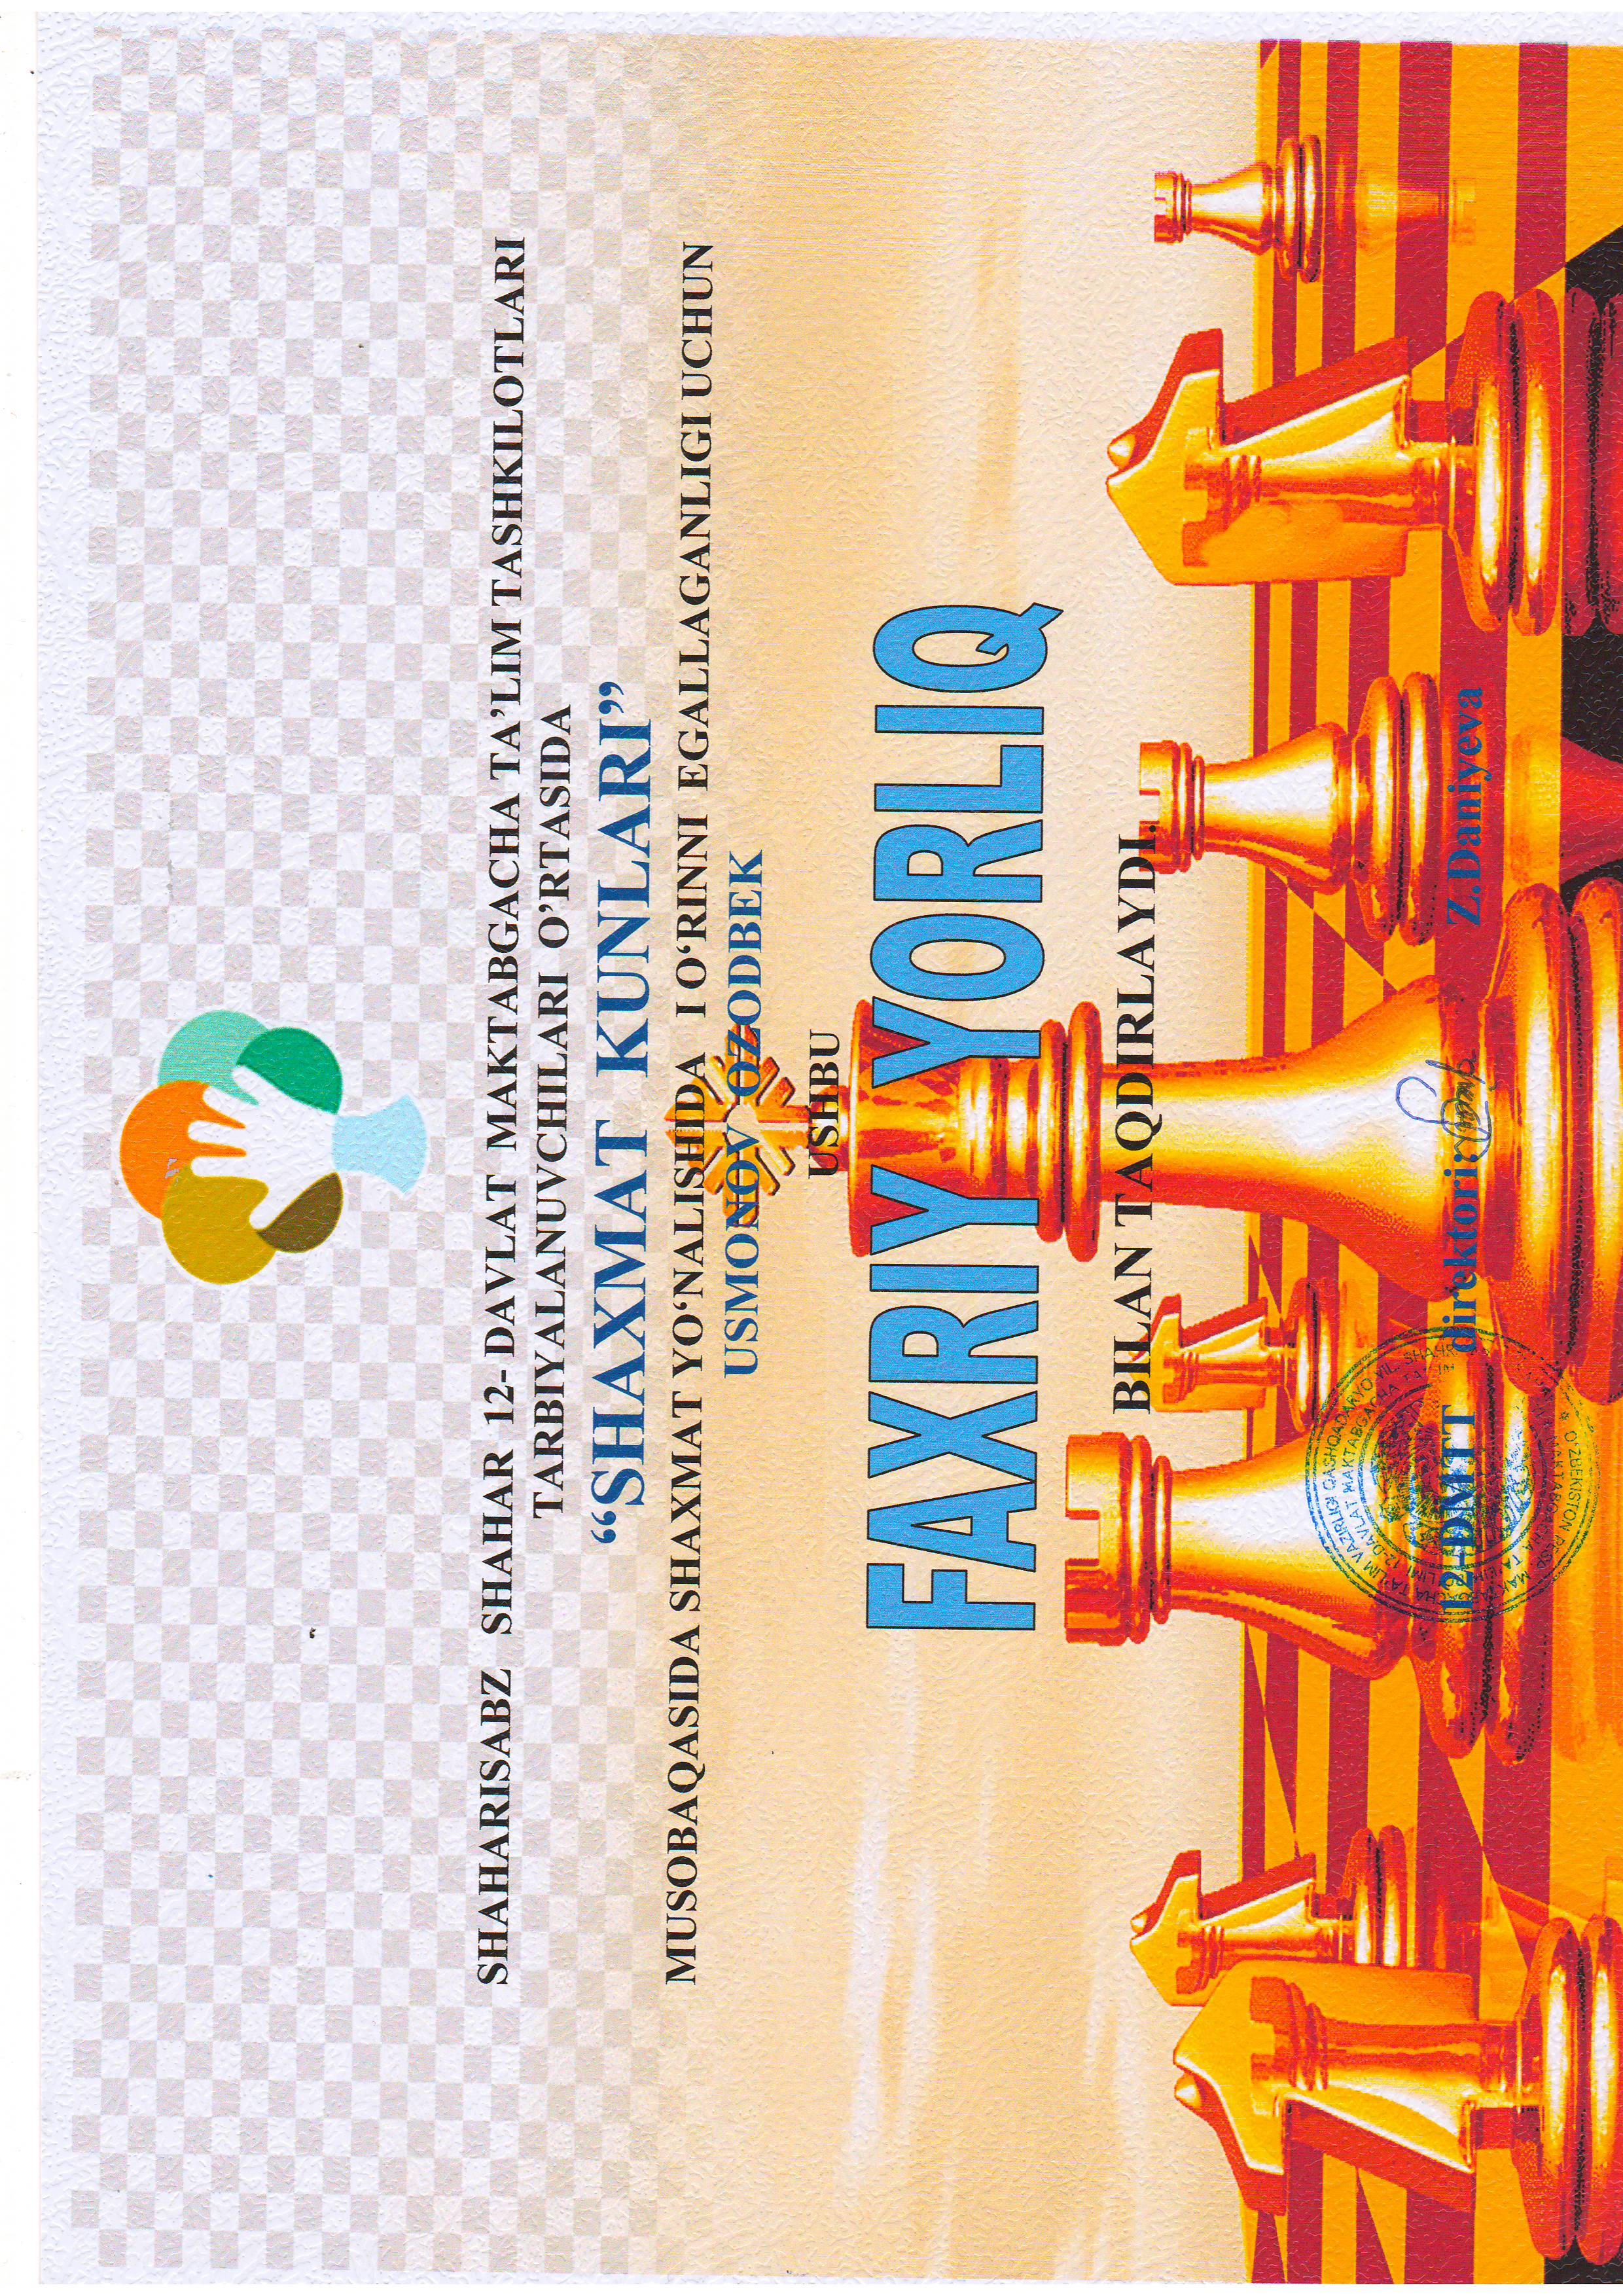 SHAHARISABZ SHAHAR 12- DAVLAT MAKTABGACHA TA’LIM TASHKILOTLARI
TARBIYALANUVCHILARI O’RTASIDA
“SHAXMAT KUNLARI”
MUSOBAQASIDA SHAXMAT YO‘NALISHIDA I O‘RINNI EGALLAGANLIGI UCHUN
USMONOV OZODBEK
USHBU
FAXRIY YORLIQ
BILAN TAQDIRLAYDI.
12-DMTT direktori: Z.Daniyeva